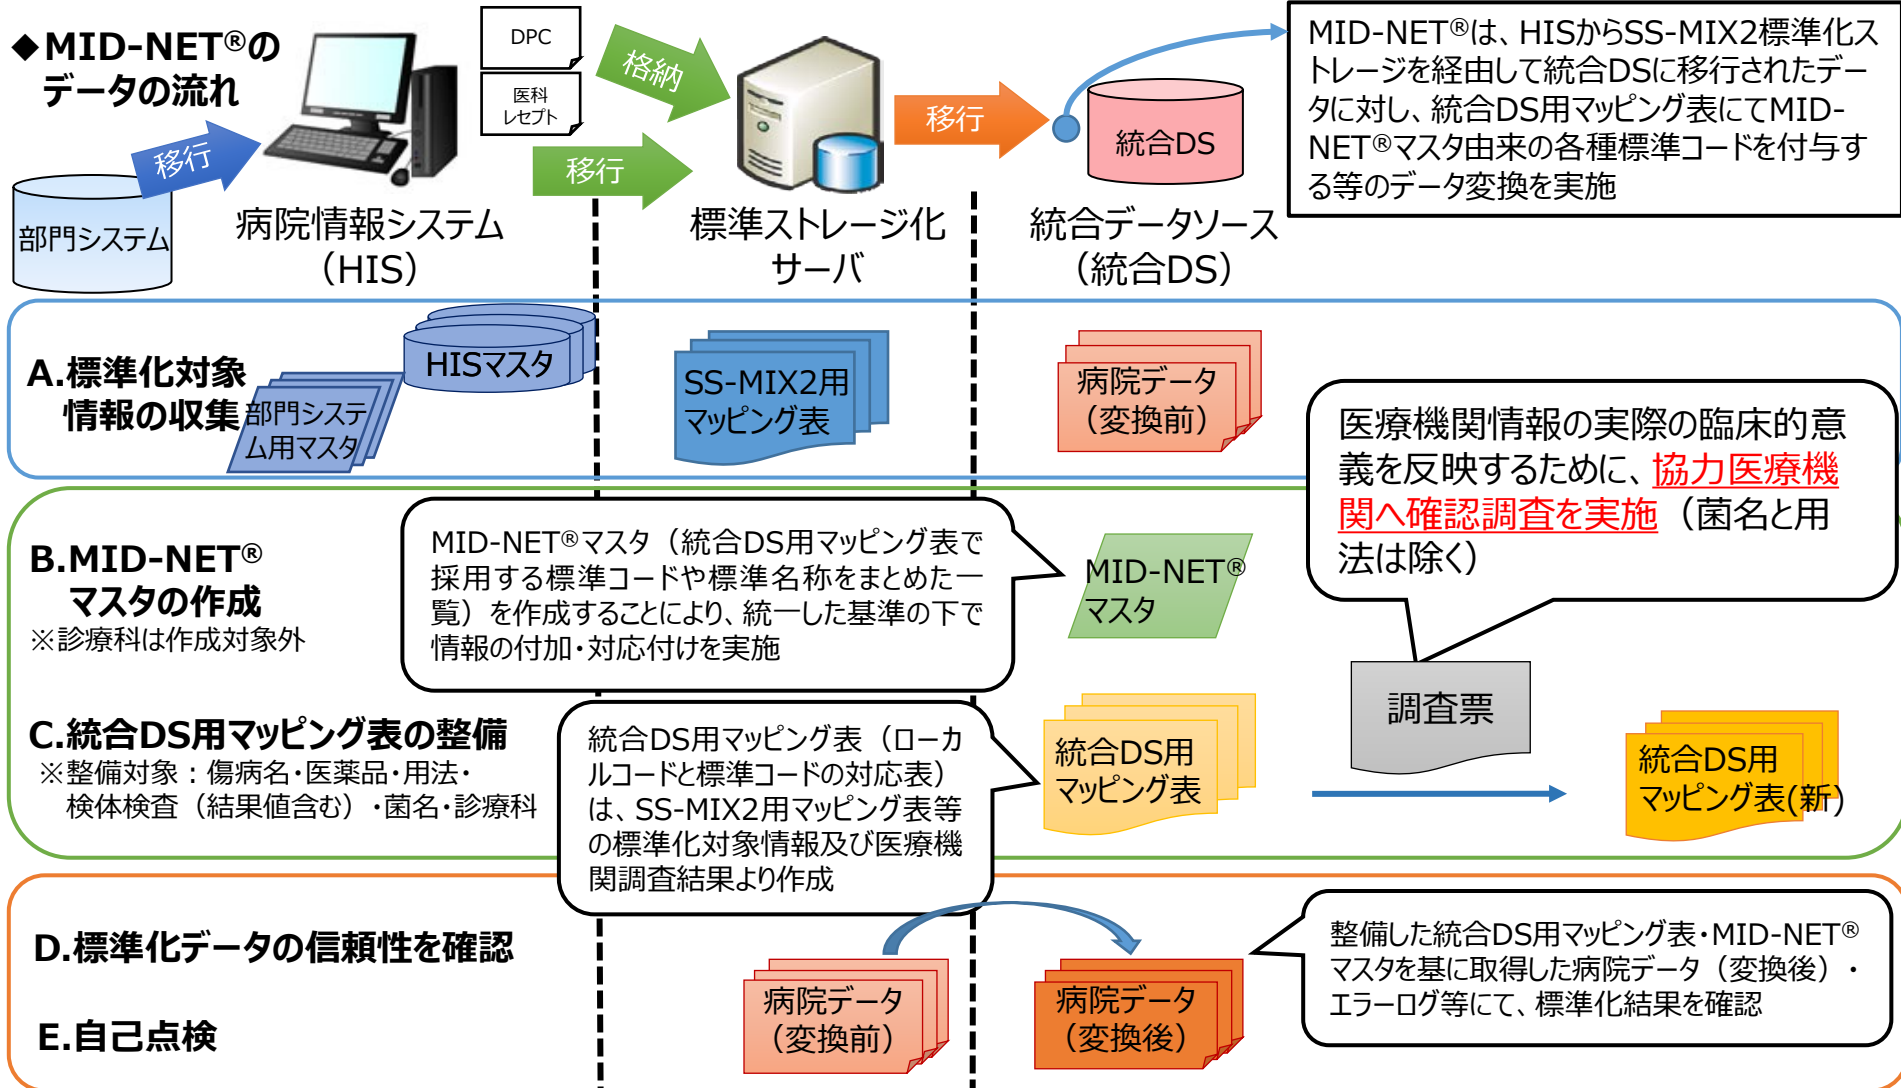 ◆MID-NET®の
データの流れ
部門システム
移行
病院情報システム
（HIS）
DPC
医科
レセプト
格納
移行
標準ストレージ化
サーバ
移行
統合DS
統合データソース
（統合DS）
MID-NET®は、HISからSS-MIX2標準化ス
トレージを経由して統合DSに移行されたデー
タに対し、統合DS用マッピング表にてMID-
NET®マスタ由来の各種標準コードを付与す
る等のデータ変換を実施
A.標準化対象
情報の収集
部門システ
ム用マスタ
HISマスタ
SS-MIX2用
マッピング表
病院データ
（変換前）
医療機関情報の実際の臨床的意
義を反映するために、協力医療機
関へ確認調査を実施（菌名と用
法は除く）
B.MID-NET®
マスタの作成
※診療科は作成対象外
MID-NET®マスタ（統合DS用マッピング表で
採用する標準コードや標準名称をまとめた一
覧）を作成することにより、統一した基準の下で
情報の付加・対応付けを実施
MID-NET®
マスタ
調査票
C.統合DS用マッピング表の整備
※整備対象：傷病名・医薬品・用法・
検体検査（結果値含む）・菌名・診療科
統合DS用マッピング表（ローカ
ルコードと標準コードの対応表）
は、SS-MIX2用マッピング表等
の標準化対象情報及び医療機
関調査結果より作成
統合DS用
マッピング表
統合DS用
マッピング表(新)
D.標準化データの信頼性を確認
E.自己点検
病院データ
（変換前）
病院データ
（変換後）
整備した統合DS用マッピング表・MID-NET®
マスタを基に取得した病院データ（変換後）・
エラーログ等にて、標準化結果を確認